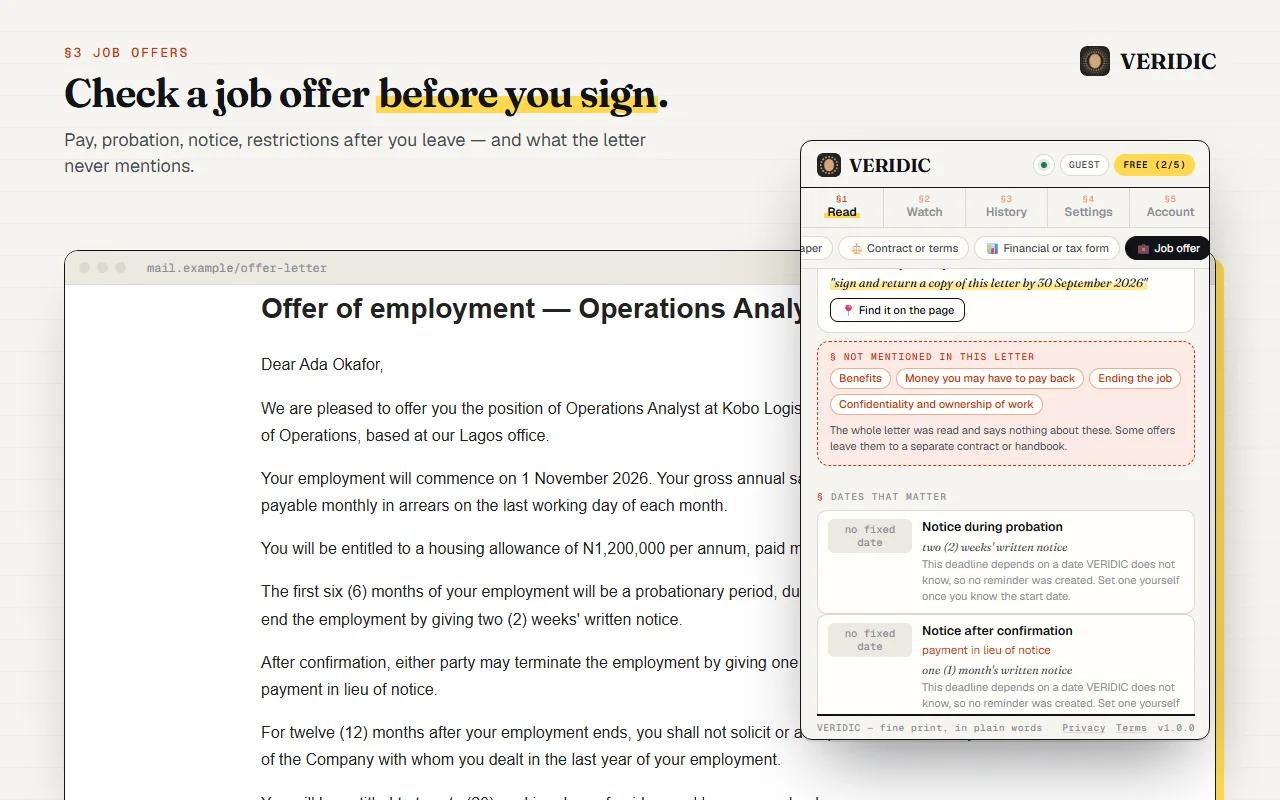 §3 JOB OFFERS
Check a job offer before you sign.
Pay, probation, notice, restrictions after you leave — and what the letter
never mentions.
VERIDIC
mail.example/offer-letter
Offer of employment — Operations Analy
Dear Ada Okafor,
We are pleased to offer you the position of Operations Analyst at Kobo Logis
of Operations, based at our Lagos office.
Your employment will commence on 1 November 2026. Your gross annual sa
payable monthly in arrears on the last working day of each month.
You will be entitled to a housing allowance of N1,200,000 per annum, paid m
The first six (6) months of your employment will be a probationary period, du
end the employment by giving two (2) weeks' written notice.
After confirmation, either party may terminate the employment by giving one
payment in lieu of notice.
For twelve (12) months after your employment ends, you shall not solicit or a
of the Company with whom you dealt in the last year of your employment.
VERIDIC
GUEST
FREE (2/5)
§1 §2 §3 §4 §5
Read Watch History Settings Account
aper Contract or terms Financial or tax form Job offer
"sign and return a copy of this letter by 30 September 2026"
Find it on the page
§ NOT MENTIONED IN THIS LETTER
Benefits Money you may have to pay back Ending the job
Confidentiality and ownership of work
The whole letter was read and says nothing about these. Some offers
leave them to a separate contract or handbook.
§ DATES THAT MATTER
no fixed
date
Notice during probation
two (2) weeks' written notice
This deadline depends on a date VERIDIC does not
know, so no reminder was created. Set one yourself
once you know the start date.
no fixed
date
Notice after confirmation
payment in lieu of notice
one (1) month's written notice
This deadline depends on a date VERIDIC does not
know, so no reminder was created. Set one yourself
VERIDIC — fine print, in plain words Privacy Terms v1.0.0